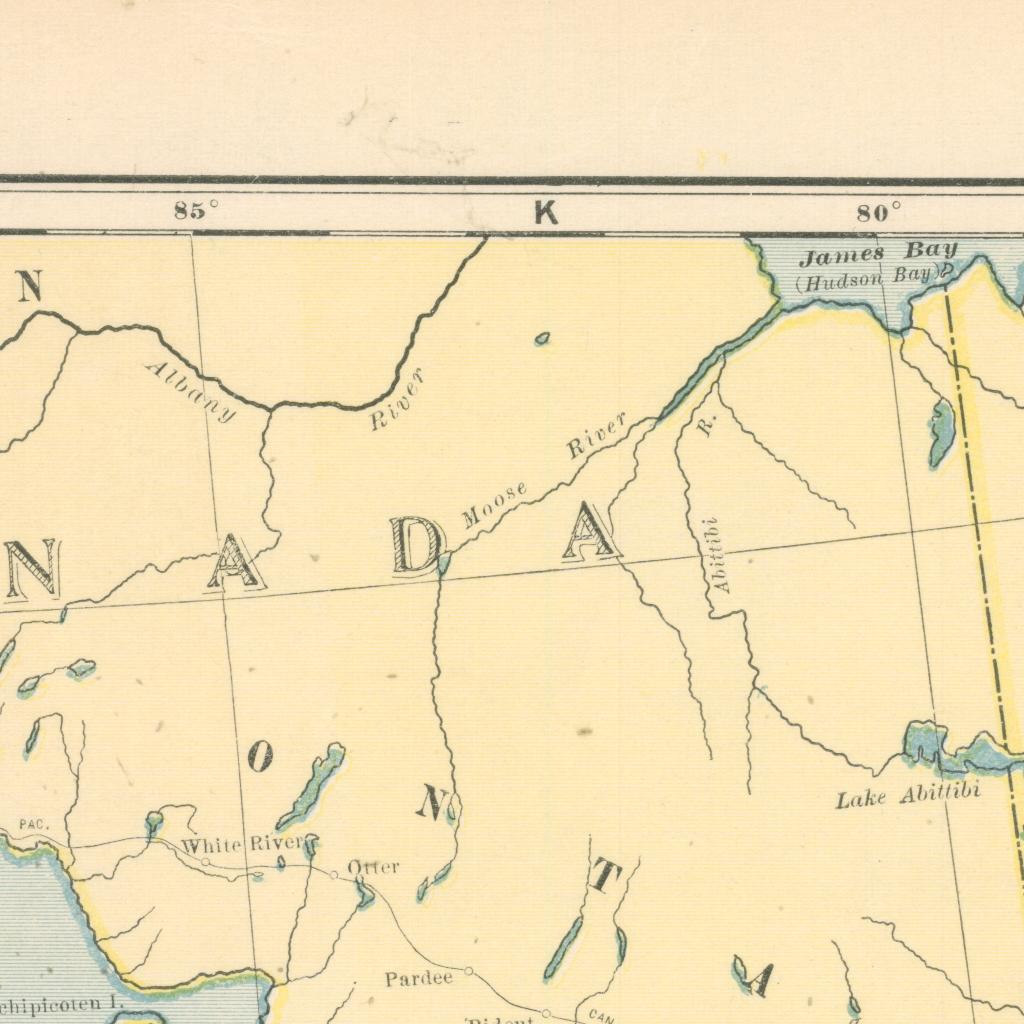 85°
K
80°
James Bay
(Hudson Bay)
N
Albany
River
River
Moose
R.
Abittibi
N A D A
O
N
T
A
Lake Abittibi
PAC.
White River
Otter
Pardee
chipicoten I.
CAN